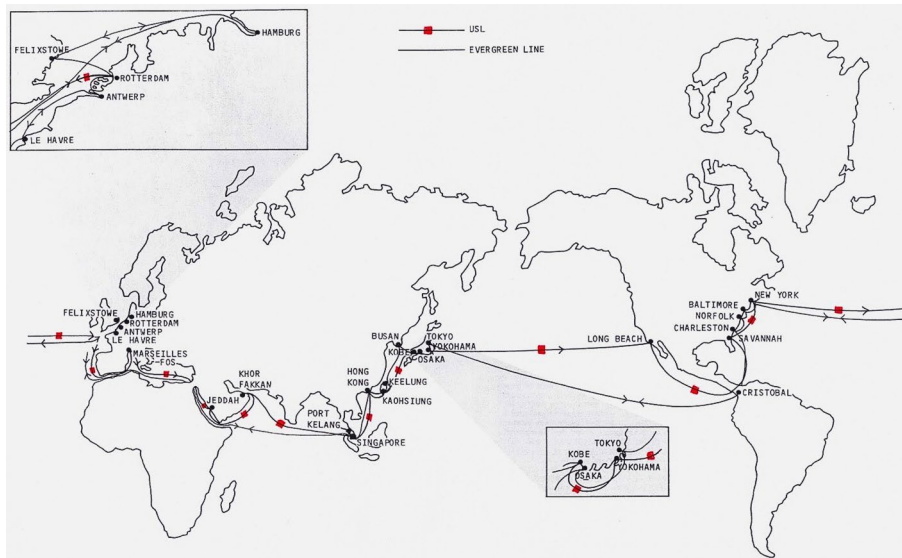 HAMBURG
FELIXSTOWE
ROTTERDAM
ANTWERP
LE HAVRE
USL
EVERGREEN LINE
NEW YORK
BALTIMORE
NORFOLK
CHARLESTON
SAVANNAH
FELIXSTOWE
HAMBURG
ROTTERDAM
ANTWERP
LE HAVRE
MARSEILLES
FOS
BUSAN
TOKYO
YOKOHAMA
KOBE
OSAKA
LONG BEACH
KHOR
FAKKAN
JEDDAH
HONG
KONG
KEELUNG
KAOHSIUNG
PORT
KELANG
SINGAPORE
CRISTOBAL
TOKYO
KOBE
YOKOHAMA
OSAKA